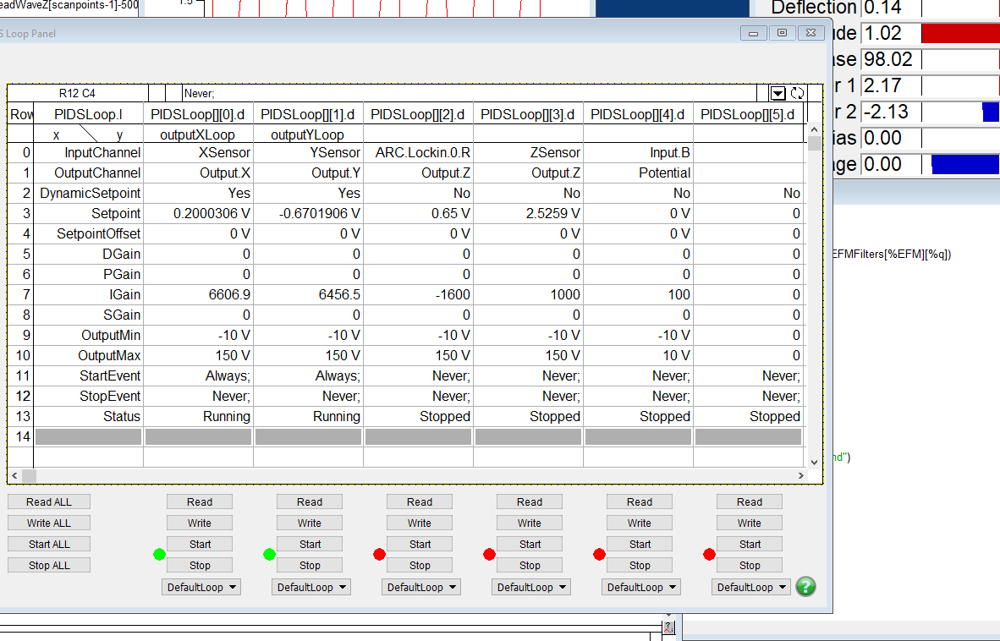 eadWaveZ[scanpoints-1]-500
1.5
Deflection 0.14
ude 1.02
ase 98.02
r 1 2.17
r 2 -2.13
ias 0.00
age 0.00
S Loop Panel
R12 C4 Never;
Row PIDSLoop.l PIDSLoop[][0].d PIDSLoop[][1].d PIDSLoop[][2].d PIDSLoop[][3].d PIDSLoop[][4].d PIDSLoop[][5].d
x y outputXLoop outputYLoop
0 InputChannel XSensor YSensor ARC.Lockin.0.R ZSensor Input.B
1 OutputChannel Output.X Output.Y Output.Z Output.Z Potential
2 DynamicSetpoint Yes Yes No No No No
3 Setpoint 0.2000306 V -0.6701906 V 0.65 V 2.5259 V 0 V 0
4 SetpointOffset 0 V 0 V 0 V 0 V 0 V 0
5 DGain 0 0 0 0 0 0
6 PGain 0 0 0 0 0 0
7 IGain 6606.9 6456.5 -1600 1000 100 0
8 SGain 0 0 0 0 0 0
9 OutputMin -10 V -10 V -10 V -10 V -10 V 0
10 OutputMax 150 V 150 V 150 V 150 V 10 V 0
11 StartEvent Always; Always; Never; Never; Never; Never;
12 StopEvent Never; Never; Never; Never; Never; Never;
13 Status Running Running Stopped Stopped Stopped Stopped
14
EFMFilters[%EFM][%q])
nd")
Read ALL Read Read Read Read Read Read
Write ALL Write Write Write Write Write Write
Start ALL Start Start Start Start Start Start
Stop ALL Stop Stop Stop Stop Stop Stop
DefaultLoop DefaultLoop DefaultLoop DefaultLoop DefaultLoop DefaultLoop ?
?